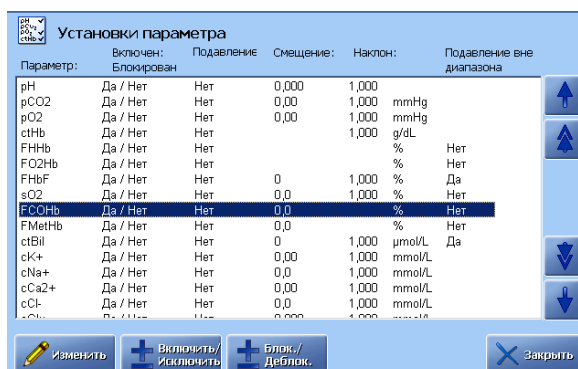 pH
pCO2
pO2
ctHb
Установки параметра
Параметр: Включен: Блокирован Подавление Смещение: Наклон: Подавление вне диапазона
pH Да / Нет Нет 0,000 1,000
pCO2 Да / Нет Нет 0,00 1,000 mmHg
pO2 Да / Нет Нет 0,00 1,000 mmHg
ctHb Да / Нет Нет 1,000 g/dL
FHHb Да / Нет Нет % Нет
FO2Hb Да / Нет Нет % Нет
FHbF Да / Нет Нет 0 1,000 % Да
sO2 Да / Нет Нет 0,0 1,000 % Нет
FCOHb Да / Нет Нет 0,0 % Нет
FMetHb Да / Нет Нет 0,0 % Нет
ctBil Да / Нет Нет 0 1,000 µmol/L Да
cK+ Да / Нет Нет 0,00 1,000 mmol/L
cNa+ Да / Нет Нет 0,0 1,000 mmol/L
cCa2+ Да / Нет Нет 0,00 1,000 mmol/L
cCl- Да / Нет Нет 0,0 1,000 mmol/L
Изменить
Включить/
Исключить
Блок./
Деблок.
Закрыть